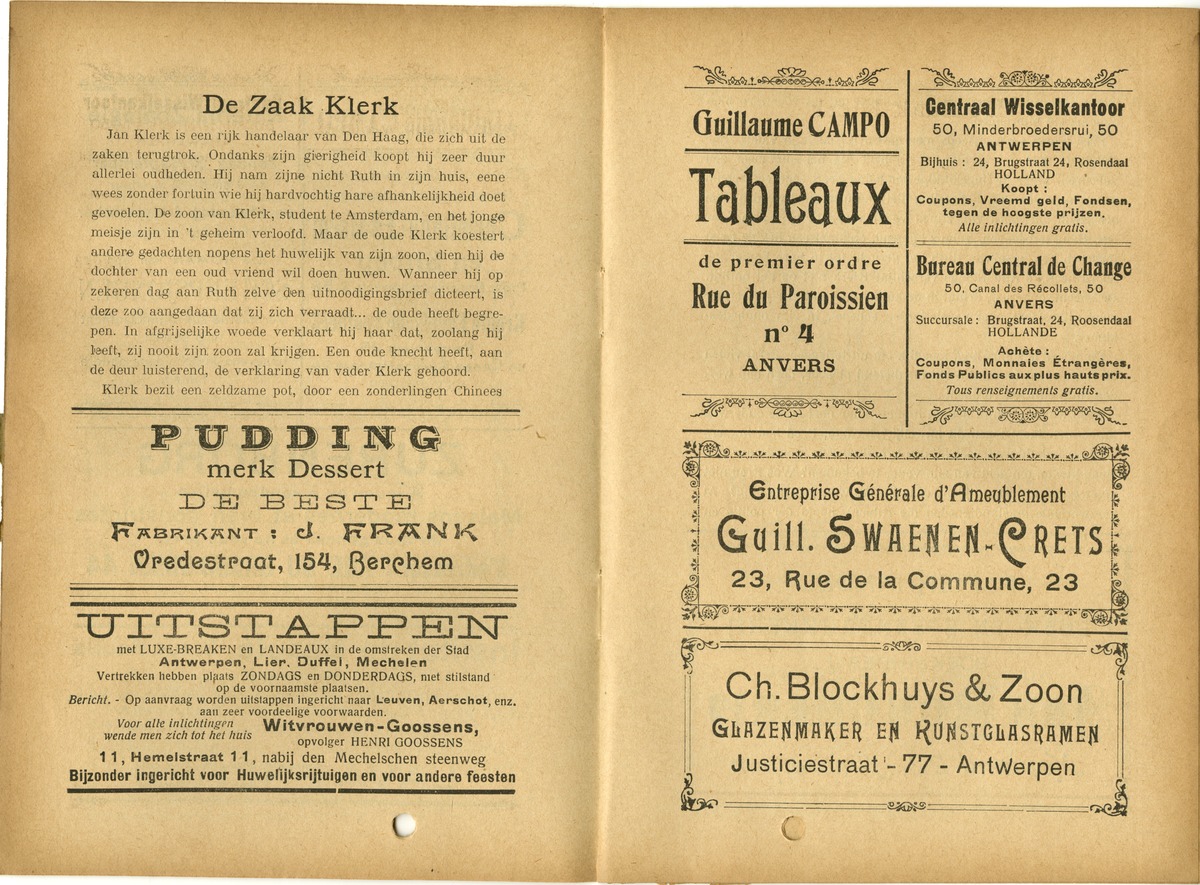 De Zaak Klerk
Jan Klerk is een rijk handelaar van Den Haag, die zich uit de
zaken terugtrok. Ondanks zijn gierigheid koopt hij zeer duur
allerlei oudheden. Hij nam zijne nicht Ruth in zijn huis, eene
wees zonder fortuin wie hij hardvochtig hare afhankelijkheid doet
gevoelen. De zoon van Klerk, student te Amsterdam, en het jonge
meisje zijn in 't geheim verloofd. Maar de oude Klerk koestert
andere gedachten nopens het huwelijk van zijn zoon, dien hij de
dochter van een oud vriend wil doen huwen. Wanneer hij op
zekeren dag aan Ruth zelve den uitnoodigingsbrief dicteert, is
deze zoo aangedaan dat zij zich verraadt... de oude heeft begre-
pen. In afgrijselijke woede verklaart hij haar dat, zoolang hij
leeft, zij nooit zijn zoon zal krijgen. Een oude knecht heeft, aan
de deur luisterend, de verklaring van vader Klerk gehoord.
Klerk bezit een zeldzame pot, door een zonderlingen Chinees
PUDDING
merk Dessert
DE BESTE
FABRIKANT : J. FRANK
Vredestraat, 154, Berchem
UITSTAPPEN
met LUXE-BREAKEN en LANDEAUX in de omstreken der Stad
Antwerpen, Lier, Duffel, Mechelen
Vertrekken hebben plaats ZONDAGS en DONDERDAGS, met stilstand
op de voornaamste plaatsen.
Bericht. - Op aanvraag worden uitstappen ingericht naar Leuven, Aerschot, enz.
aan zeer voordeelige voorwaarden.
Voor alle inlichtingen
wende men zich tot het huis
Witvrouwen-Goossens,
opvolger HENRI GOOSSENS
11, Hemelstraat 11, nabij den Mechelschen steenweg
Bijzonder ingericht voor Huwelijksrijtuigen en voor andere feesten
Guillaume CAMPO
Tableaux
de premier ordre
Rue du Paroissien
n° 4
ANVERS
Centraal Wisselkantoor
50, Minderbroedersrui, 50
ANTWERPEN
Bijhuis : 24, Brugstraat 24, Rosendaal
HOLLAND
Koopt :
Coupons, Vreemd geld, Fondsen,
tegen de hoogste prijzen.
Alle inlichtingen gratis.
Bureau Central de Change
50, Canal des Récollets, 50
ANVERS
Succursale : Brugstraat, 24, Roosendaal
HOLLANDE
Achète :
Coupons, Monnaies Étrangères,
Fonds Publics aux plus hauts prix.
Tous renseignements gratis.
Entreprise Générale d'Ameublement
Guill. SWAENEN-CRETS
23, Rue de la Commune, 23
Ch. Blockhuys & Zoon
GLAZENMAKER EN KUNSTGLASRAMEN
Justiciestraat - 77 - Antwerpen